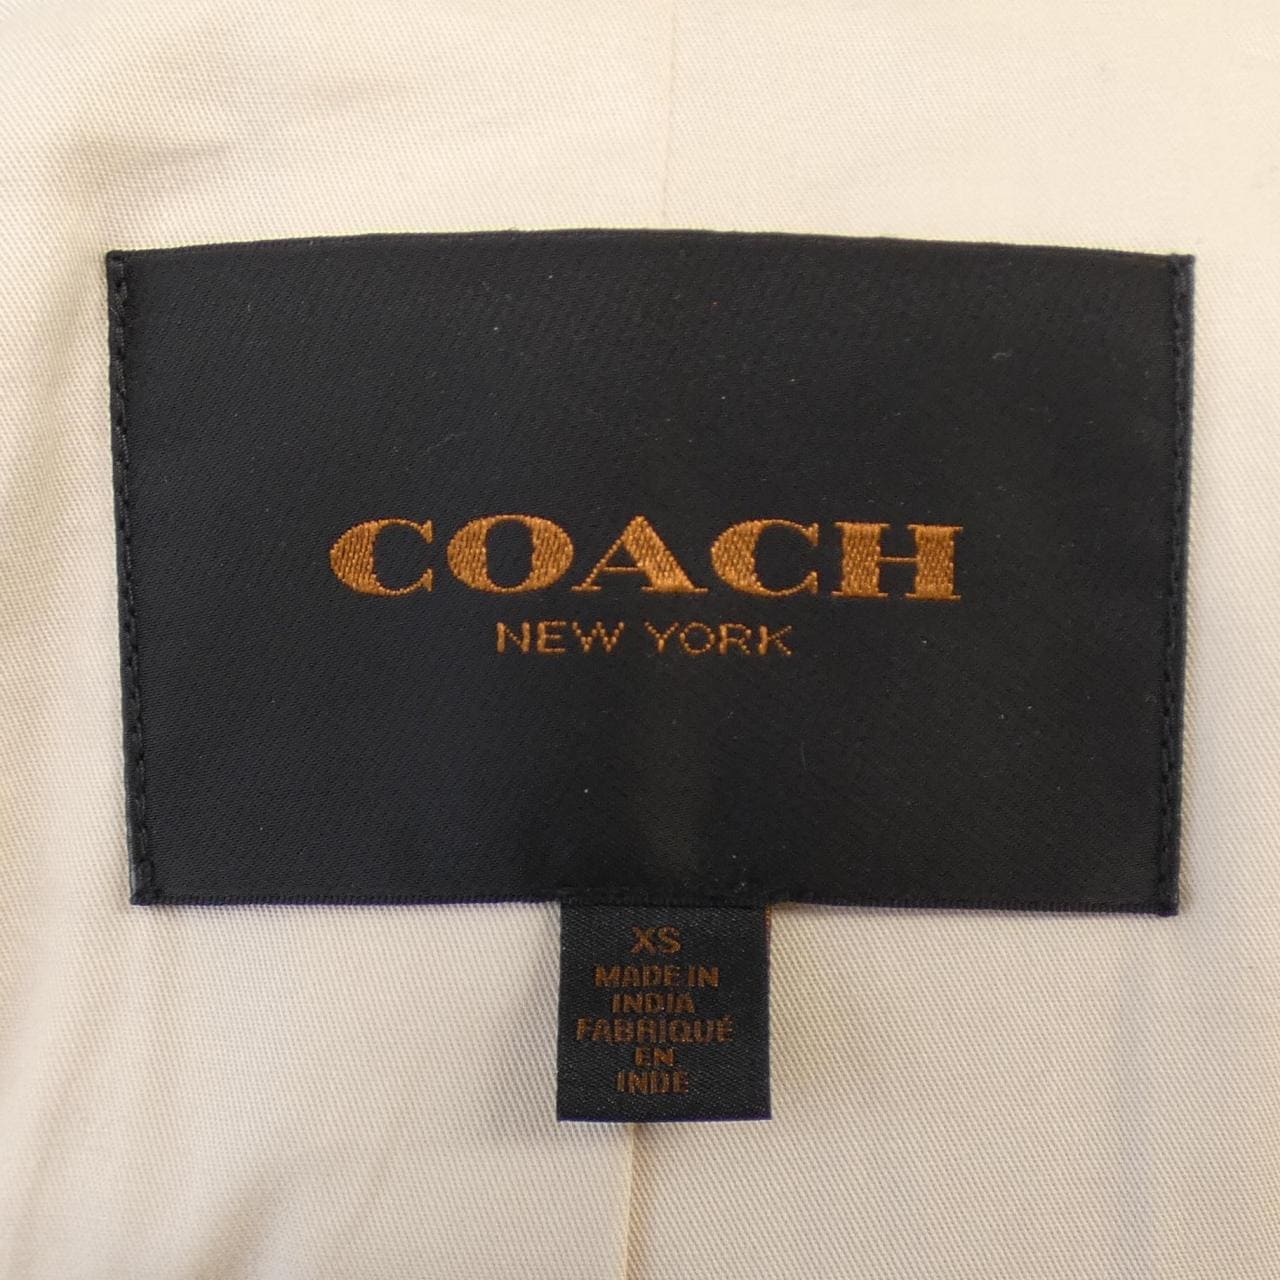 COACH
NEW YORK
XS
MADE IN
INDIA
FABRIQUÉ
EN
INDE